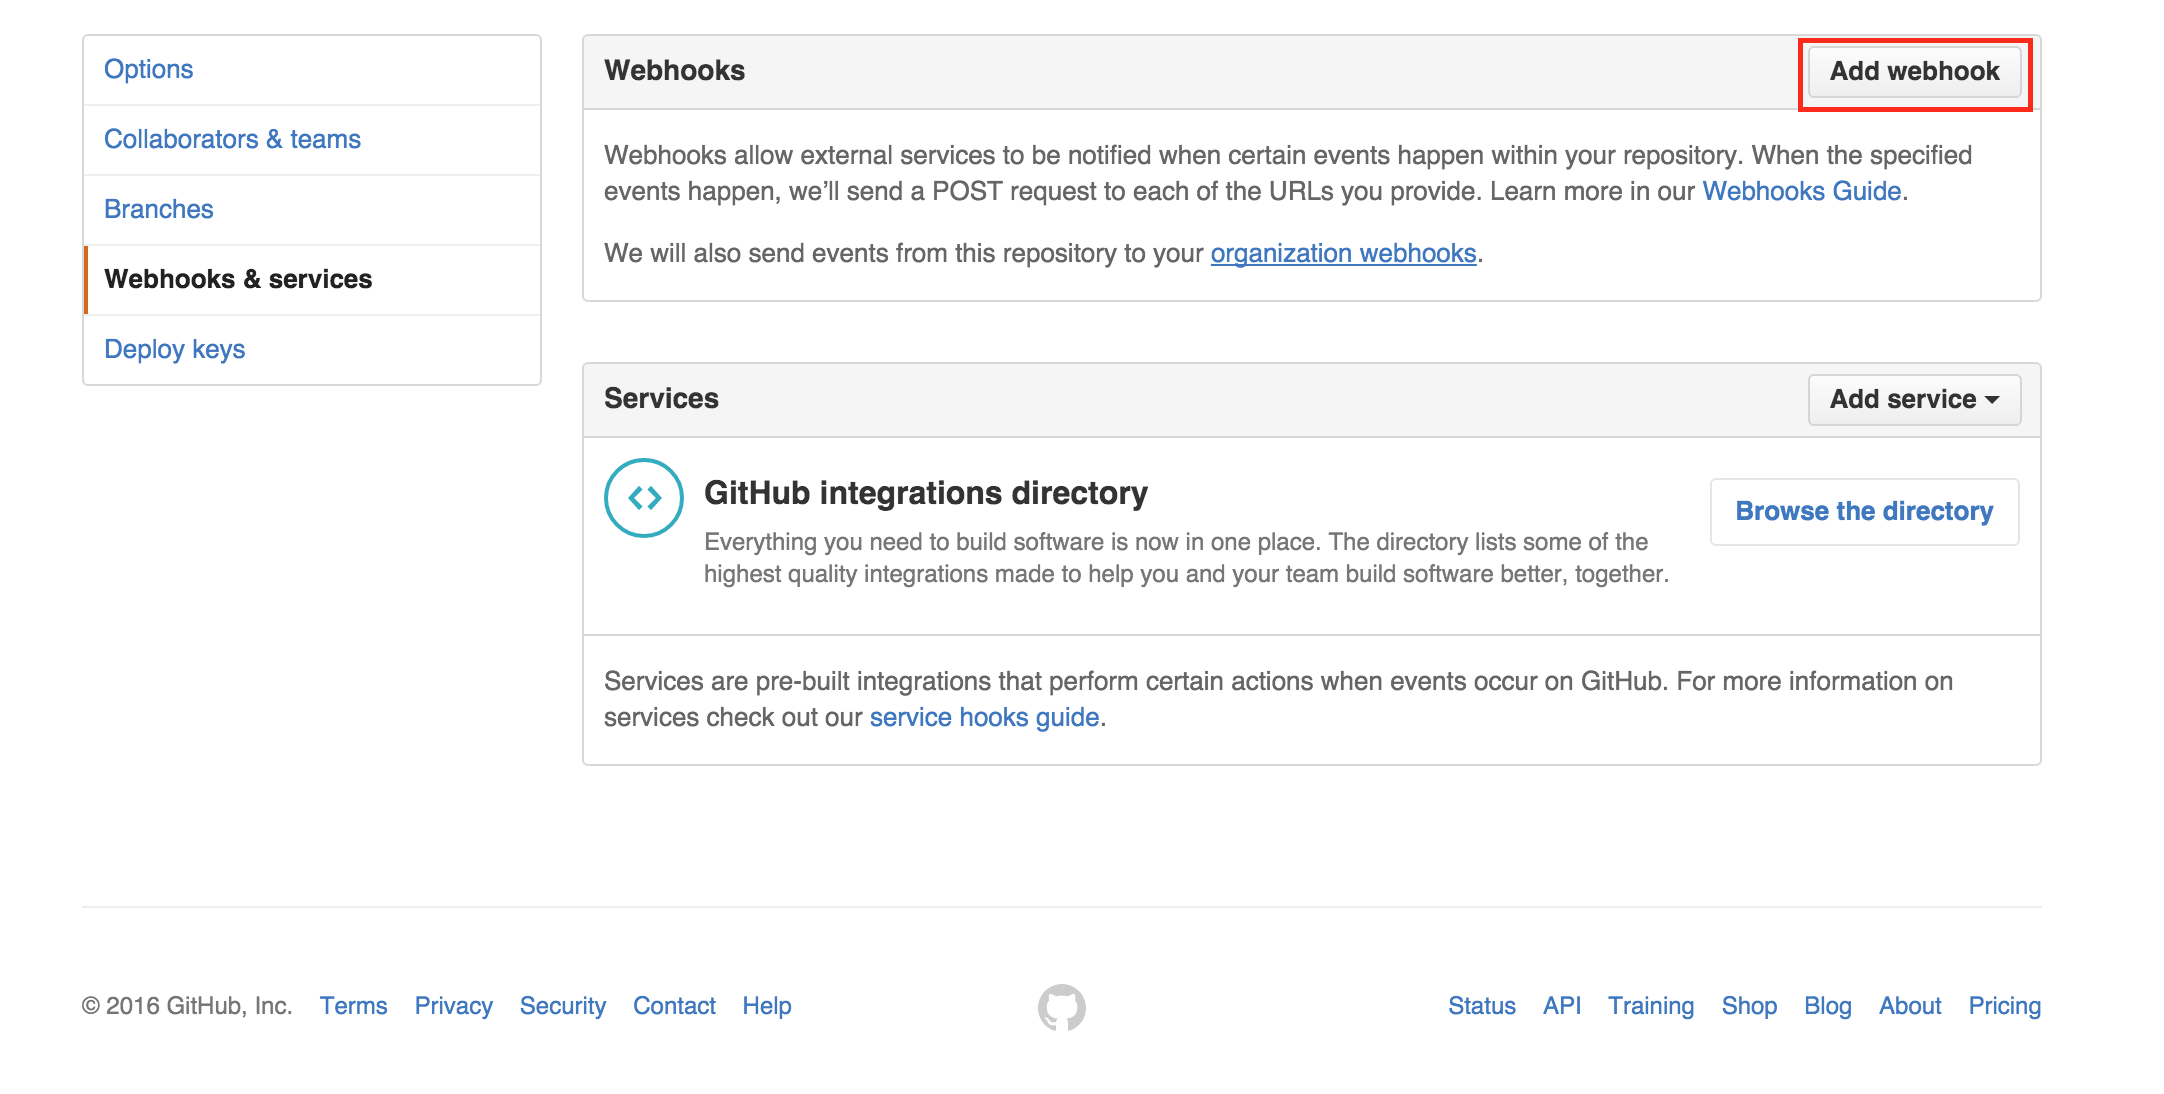 Options
Collaborators & teams
Branches
Webhooks & services
Deploy keys
Webhooks
Add webhook
Webhooks allow external services to be notified when certain events happen within your repository. When the specified
events happen, we’ll send a POST request to each of the URLs you provide. Learn more in our Webhooks Guide.
We will also send events from this repository to your organization webhooks.
Services
Add service
GitHub integrations directory
Everything you need to build software is now in one place. The directory lists some of the
highest quality integrations made to help you and your team build software better, together.
Browse the directory
Services are pre-built integrations that perform certain actions when events occur on GitHub. For more information on
services check out our service hooks guide.
© 2016 GitHub, Inc. Terms Privacy Security Contact Help
Status API Training Shop Blog About Pricing